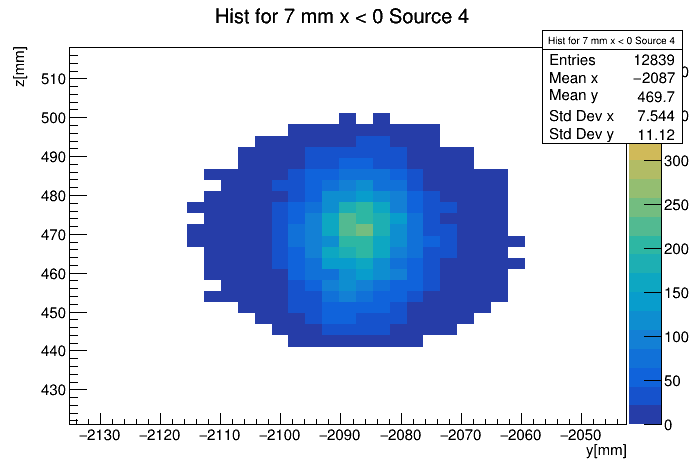 Hist for 7 mm x < 0 Source 4
z[mm]
Hist for 7 mm x < 0 Source 4
Entries 12839
Mean x −2087
Mean y 469.7
Std Dev x 7.544
Std Dev y 11.12
510
500
490
480
470
460
450
440
430
0
0
300
250
200
150
100
50
0
−2130 −2120 −2110 −2100 −2090 −2080 −2070 −2060 −2050
y[mm]